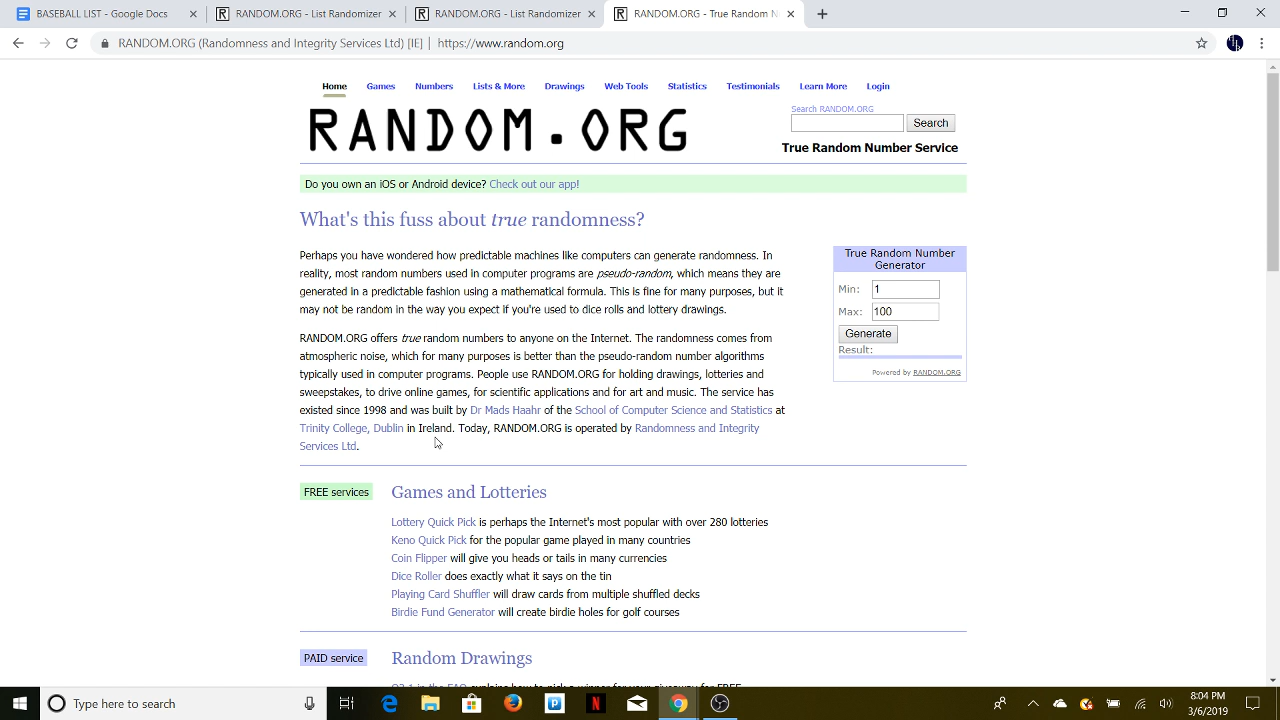 BASEBALL LIST - Google Docs
RANDOM.ORG - List Randomizer
RANDOM.ORG - List Randomizer
RANDOM.ORG - True Random N
RANDOM.ORG (Randomness and Integrity Services Ltd) [IE] | https://www.random.org
Home Games Numbers Lists & More Drawings Web Tools Statistics Testimonials Learn More Login
RANDOM.ORG
Search RANDOM.ORG
Search
True Random Number Service
Do you own an iOS or Android device? Check out our app!
What's this fuss about true randomness?
Perhaps you have wondered how predictable machines like computers can generate randomness. In
reality, most random numbers used in computer programs are pseudo-random, which means they are
generated in a predictable fashion using a mathematical formula. This is fine for many purposes, but it
may not be random in the way you expect if you're used to dice rolls and lottery drawings.
RANDOM.ORG offers true random numbers to anyone on the Internet. The randomness comes from
atmospheric noise, which for many purposes is better than the pseudo-random number algorithms
typically used in computer programs. People use RANDOM.ORG for holding drawings, lotteries and
sweepstakes, to drive online games, for scientific applications and for art and music. The service has
existed since 1998 and was built by Dr Mads Haahr of the School of Computer Science and Statistics at
Trinity College, Dublin in Ireland. Today, RANDOM.ORG is operated by Randomness and Integrity
Services Ltd.
True Random Number
Generator
Min: 1
Max: 100
Generate
Result:
Powered by RANDOM.ORG
FREE services
Games and Lotteries
Lottery Quick Pick is perhaps the Internet's most popular with over 280 lotteries
Keno Quick Pick for the popular game played in many countries
Coin Flipper will give you heads or tails in many currencies
Dice Roller does exactly what it says on the tin
Playing Card Shuffler will draw cards from multiple shuffled decks
Birdie Fund Generator will create birdie holes for golf courses
PAID service
Random Drawings
Type here to search
8:04 PM
3/6/2019